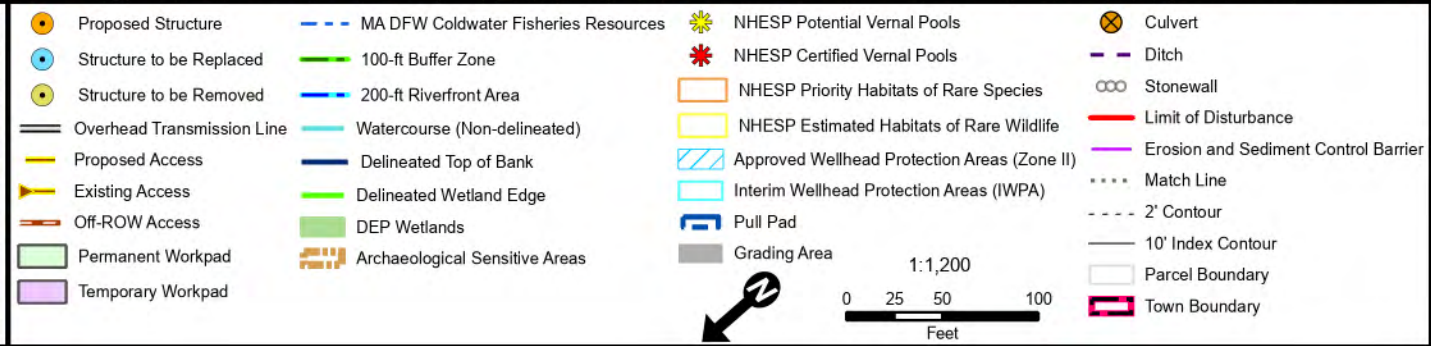 Proposed Structure
Structure to be Replaced
Structure to be Removed
Overhead Transmission Line
Proposed Access
Existing Access
Off-ROW Access
Permanent Workpad
Temporary Workpad
MA DFW Coldwater Fisheries Resources
100-ft Buffer Zone
200-ft Riverfront Area
Watercourse (Non-delineated)
Delineated Top of Bank
Delineated Wetland Edge
DEP Wetlands
Archaeological Sensitive Areas
NHESP Potential Vernal Pools
NHESP Certified Vernal Pools
NHESP Priority Habitats of Rare Species
NHESP Estimated Habitats of Rare Wildlife
Approved Wellhead Protection Areas (Zone II)
Interim Wellhead Protection Areas (IWPA)
Pull Pad
Grading Area
N
1:1,200
0 25 50 100
Feet
Culvert
Ditch
Stonewall
Limit of Disturbance
Erosion and Sediment Control Barrier
Match Line
2' Contour
10' Index Contour
Parcel Boundary
Town Boundary